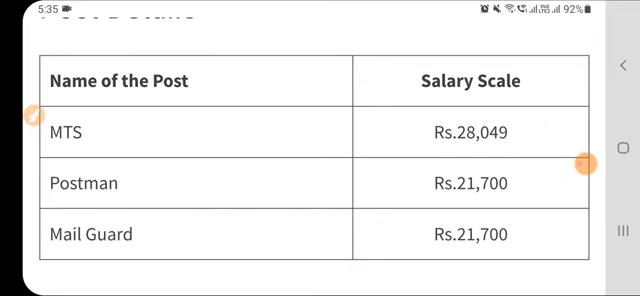 5:35 92%
Name of the Post Salary Scale
MTS Rs.28,049
Postman Rs.21,700
Mail Guard Rs.21,700